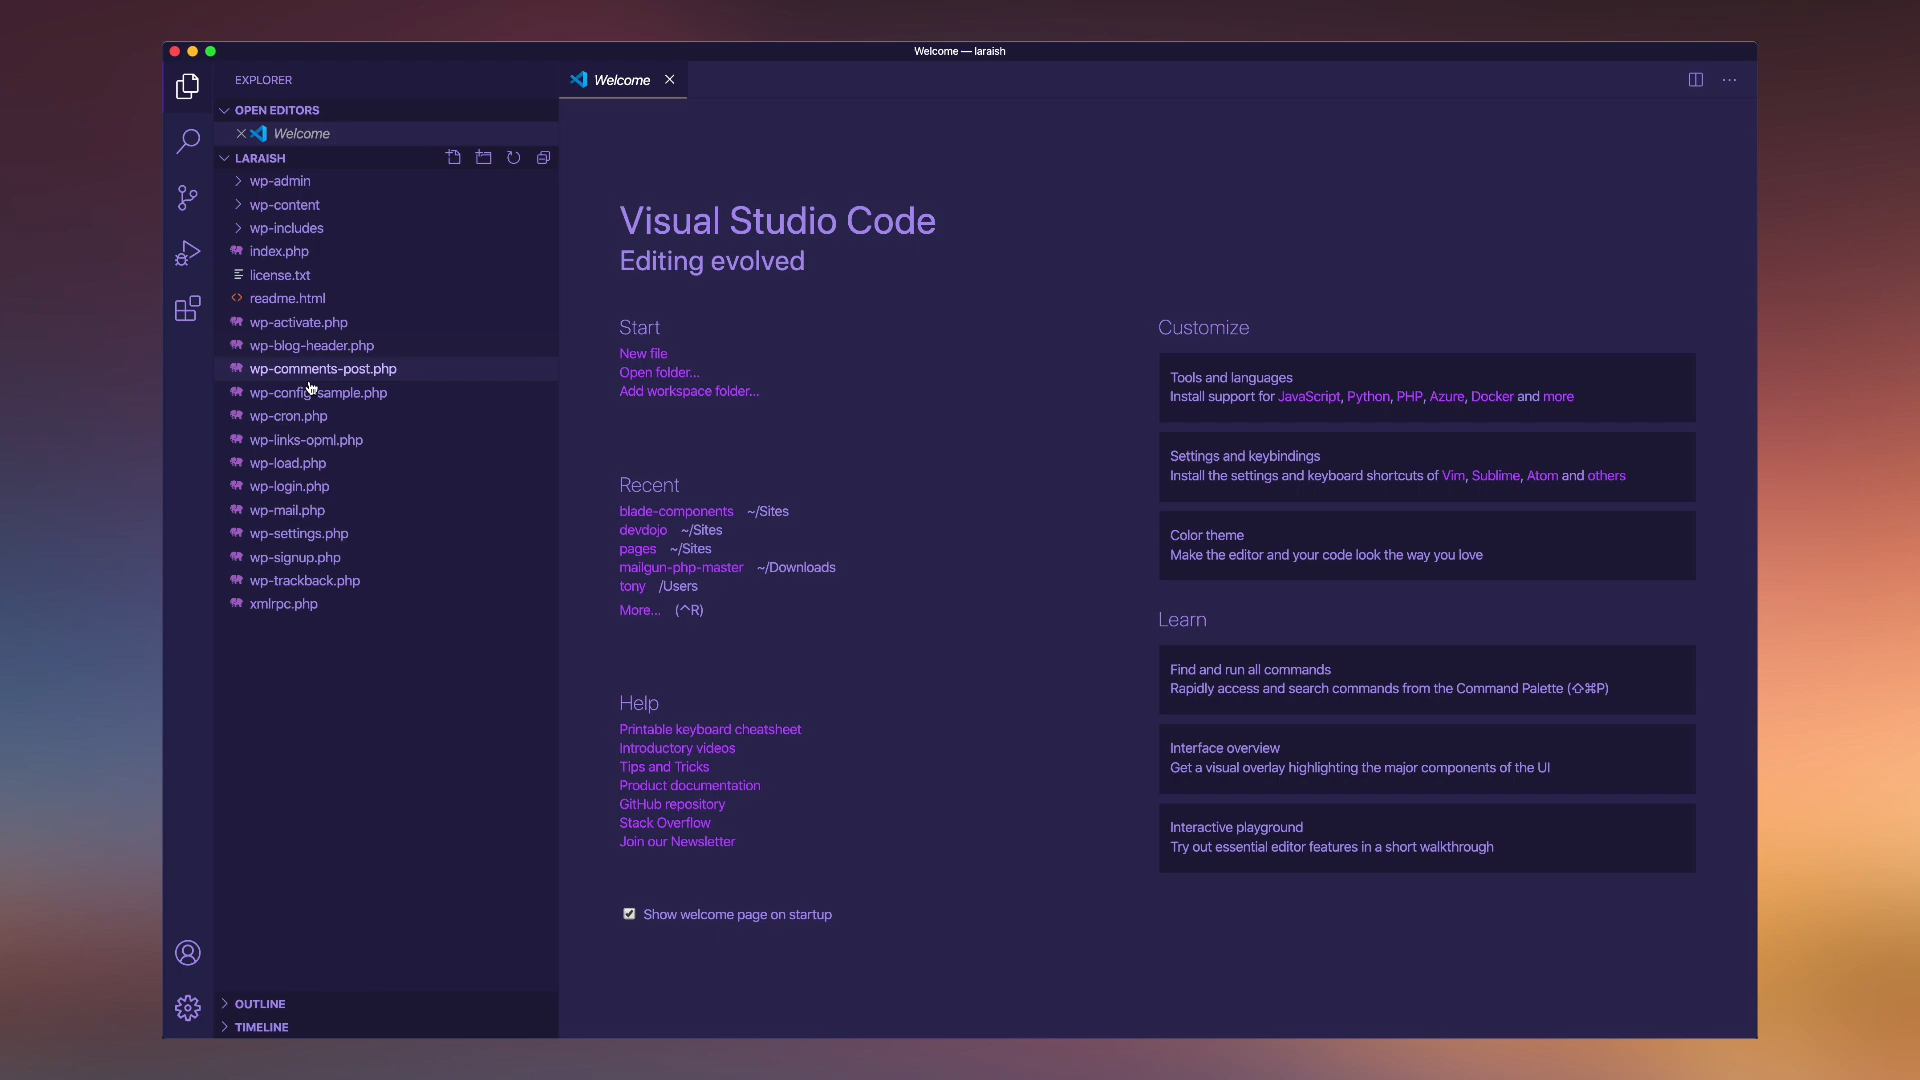 Welcome — laraish
EXPLORER
OPEN EDITORS
Welcome
LARAISH
wp-admin
wp-content
wp-includes
index.php
license.txt
readme.html
wp-activate.php
wp-blog-header.php
wp-comments-post.php
wp-config-sample.php
wp-cron.php
wp-links-opml.php
wp-load.php
wp-login.php
wp-mail.php
wp-settings.php
wp-signup.php
wp-trackback.php
xmlrpc.php
OUTLINE
TIMELINE
Welcome
Visual Studio Code
Editing evolved
Start
New file
Open folder...
Add workspace folder...
Recent
blade-components ~/Sites
devdojo ~/Sites
pages ~/Sites
mailgun-php-master ~/Downloads
tony /Users
More... (^R)
Help
Printable keyboard cheatsheet
Introductory videos
Tips and Tricks
Product documentation
GitHub repository
Stack Overflow
Join our Newsletter
Show welcome page on startup
Customize
Tools and languages
Install support for JavaScript, Python, PHP, Azure, Docker and more
Settings and keybindings
Install the settings and keyboard shortcuts of Vim, Sublime, Atom and others
Color theme
Make the editor and your code look the way you love
Learn
Find and run all commands
Rapidly access and search commands from the Command Palette (⇧⌘P)
Interface overview
Get a visual overlay highlighting the major components of the UI
Interactive playground
Try out essential editor features in a short walkthrough